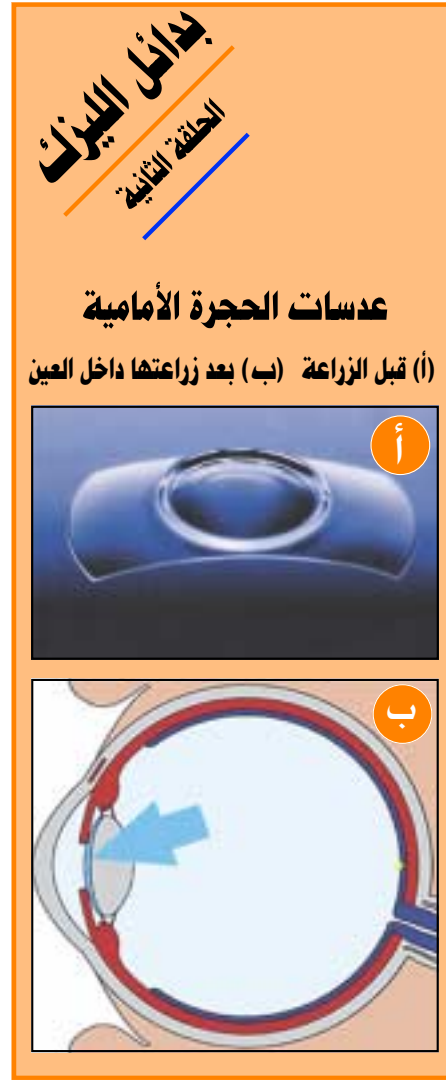 بدائل الليزك
الحلقة الثانية
عدسات الحجرة الأمامية
(أ) قبل الزراعة (ب) بعد زراعتها داخل العين
أ
ب